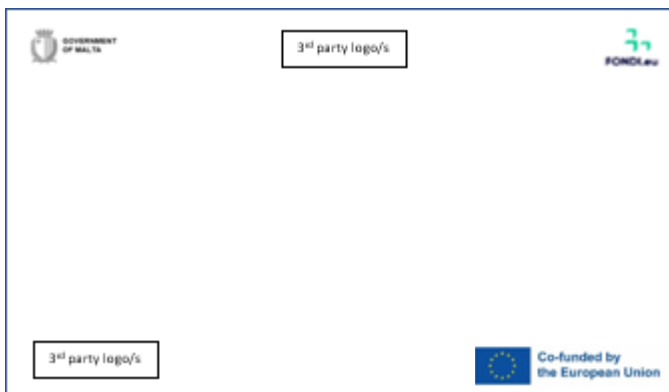 GOVERNMENT
OF MALTA
3rd party logo/s
FONDI.eu
3rd party logo/s
Co-funded by
the European Union